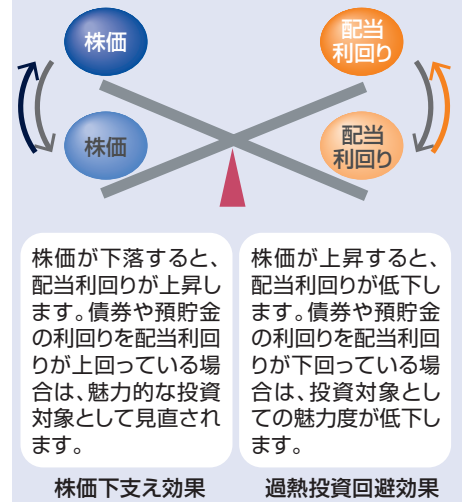 株価
配当
利回り
株価
配当
利回り
株価が下落すると、
配当利回りが上昇し
ます。債券や預貯金
の利回りを配当利回
りが上回っている場
合は、魅力的な投資
対象として見直され
ます。
株価が上昇すると、
配当利回りが低下し
ます。債券や預貯金
の利回りを配当利回
りが下回っている場
合は、投資対象とし
ての魅力度が低下し
ます。
株価下支え効果
過熱投資回避効果